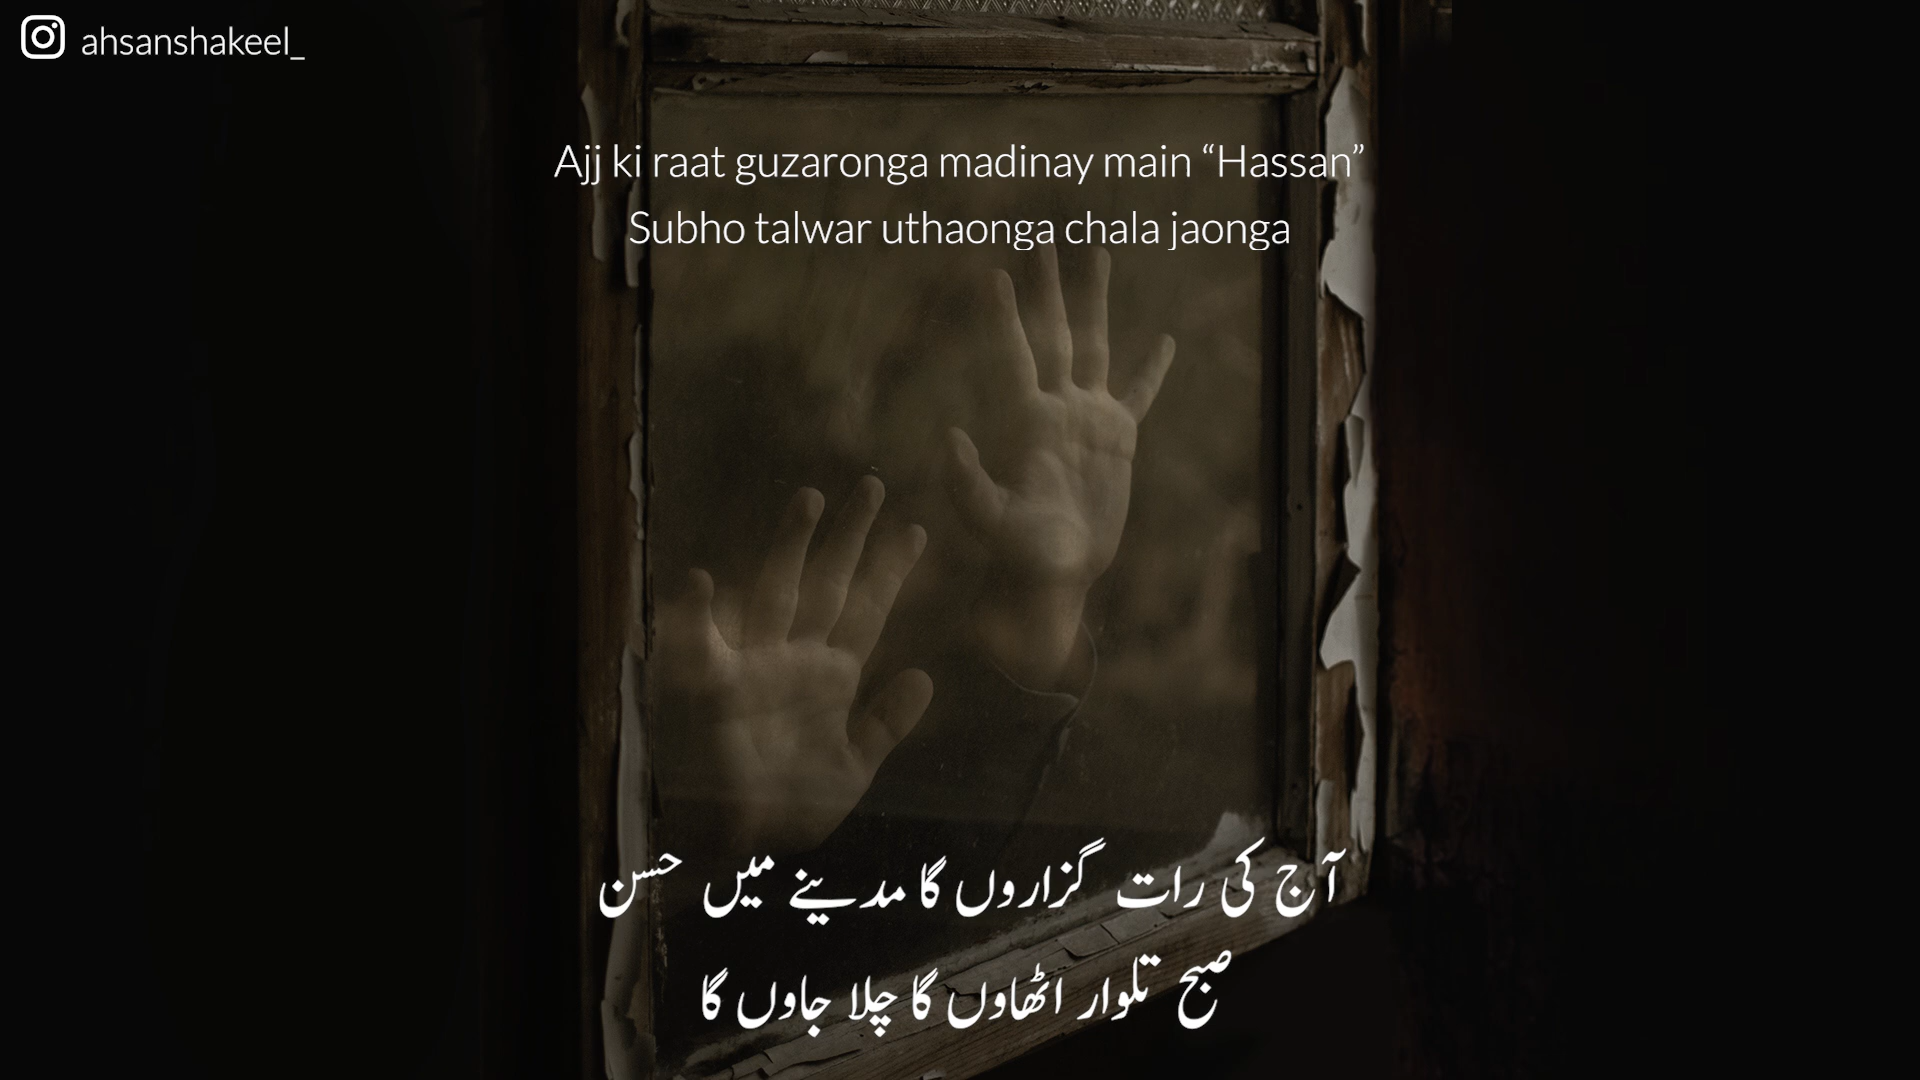 ahsanshakeel_
Ajj ki raat guzaronga madinay main “Hassan”
Subho talwar uthaonga chala jaonga
آج کی رات گزاروں گا مدینے میں حسن
صبح تلوار اٹھاوں گا چلا جاوں گا